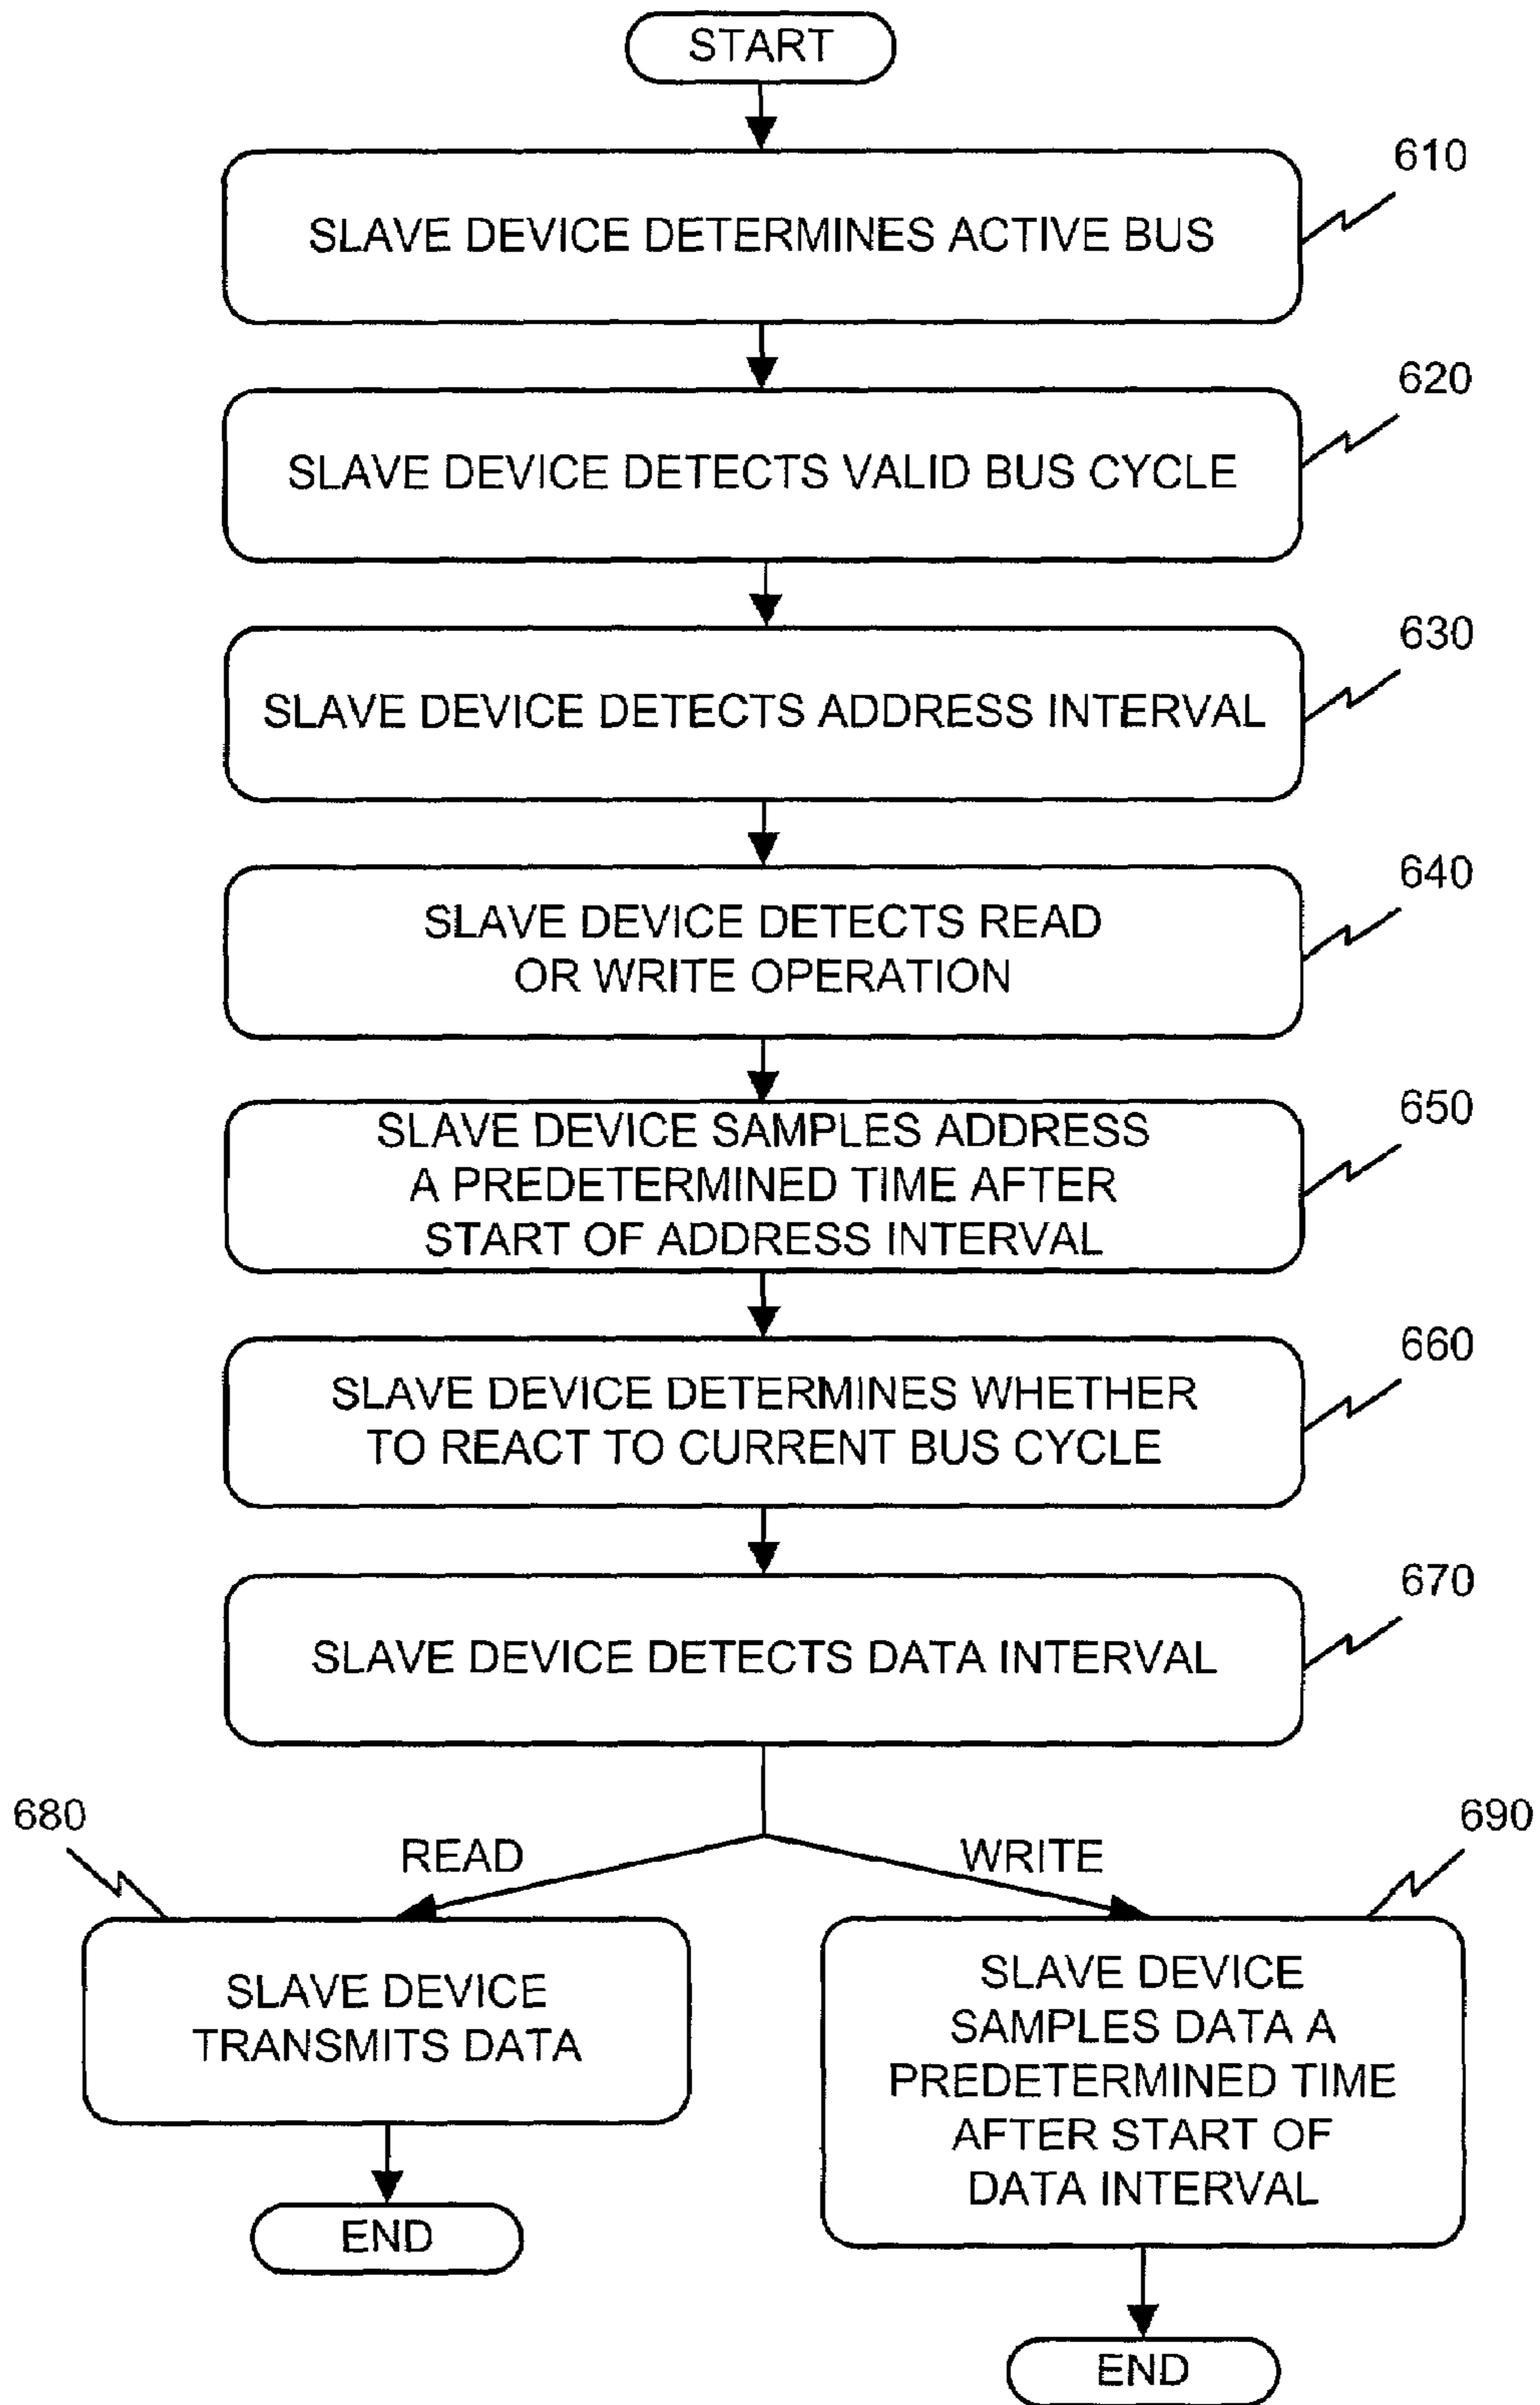 START
610
SLAVE DEVICE DETERMINES ACTIVE BUS
620
SLAVE DEVICE DETECTS VALID BUS CYCLE
630
SLAVE DEVICE DETECTS ADDRESS INTERVAL
640
SLAVE DEVICE DETECTS READ
OR WRITE OPERATION
650
SLAVE DEVICE SAMPLES ADDRESS
A PREDETERMINED TIME AFTER
START OF ADDRESS INTERVAL
660
SLAVE DEVICE DETERMINES WHETHER
TO REACT TO CURRENT BUS CYCLE
670
SLAVE DEVICE DETECTS DATA INTERVAL
680
READ
WRITE
690
SLAVE DEVICE
TRANSMITS DATA
END
SLAVE DEVICE
SAMPLES DATA A
PREDETERMINED TIME
AFTER START OF
DATA INTERVAL
END